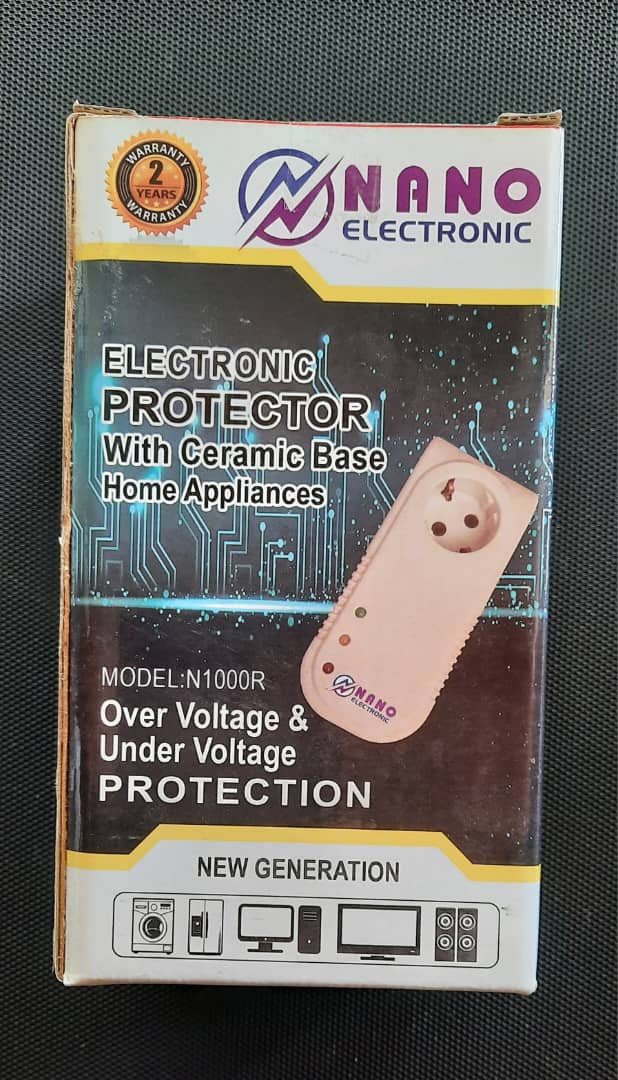 WARRANTY
2
YEARS
WARRANTY
NANO
ELECTRONIC
ELECTRONIC
PROTECTOR
With Ceramic Base
Home Appliances
NANO
ELECTRONIC
MODEL:N1000R
Over Voltage &
Under Voltage
PROTECTION
NEW GENERATION